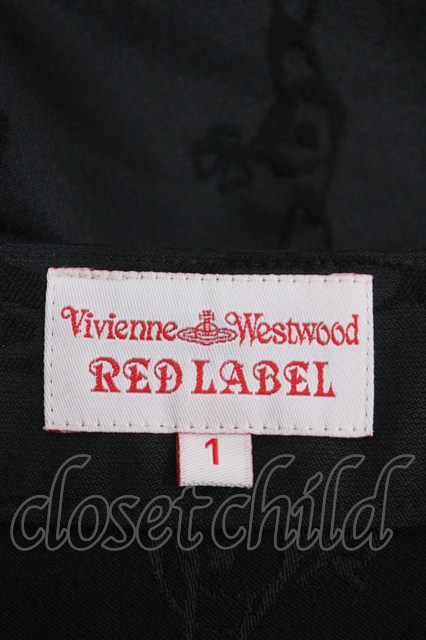 Vivienne Westwood
RED LABEL
1
closetchild